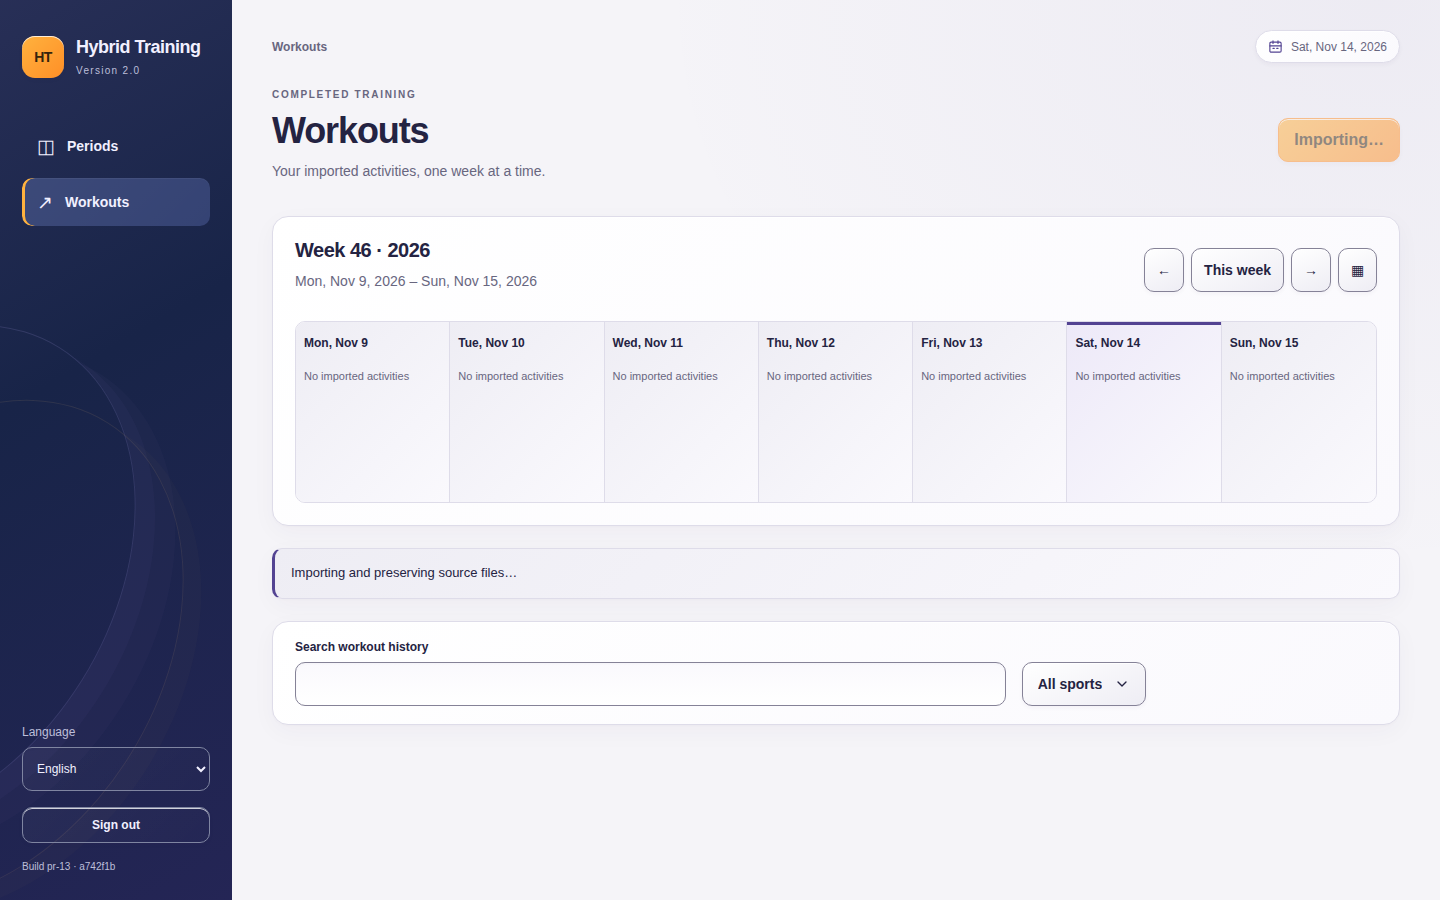 HT
Hybrid Training
Version 2.0
Periods
Workouts
Language
English
Sign out
Build pr-13 · a742f1b
Workouts
Sat, Nov 14, 2026
COMPLETED TRAINING
Workouts
Your imported activities, one week at a time.
Importing…
Week 46 · 2026
Mon, Nov 9, 2026 – Sun, Nov 15, 2026
←
This week
→
Mon, Nov 9
No imported activities
Tue, Nov 10
No imported activities
Wed, Nov 11
No imported activities
Thu, Nov 12
No imported activities
Fri, Nov 13
No imported activities
Sat, Nov 14
No imported activities
Sun, Nov 15
No imported activities
Importing and preserving source files…
Search workout history
All sports